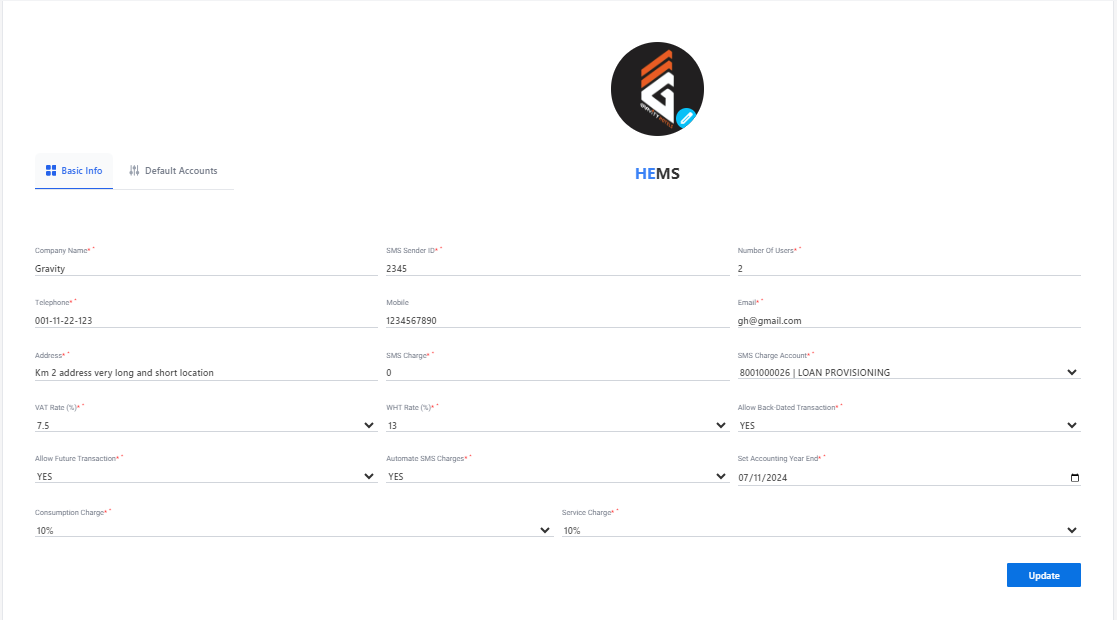 Basic Info
Default Accounts
HEMS
Company Name* *
SMS Sender ID* *
Number Of Users* *
Gravity
2345
2
Telephone* *
Mobile
Email* *
001-11-22-123
1234567890
gh@gmail.com
Address* *
SMS Charge* *
SMS Charge Account* *
Km 2 address very long and short location
0
8001000026 | LOAN PROVISIONING
VAT Rate (%)* *
WHT Rate (%)* *
Allow Back-Dated Transaction* *
7.5
13
YES
Allow Future Transaction* *
Automate SMS Charges* *
Set Accounting Year End* *
YES
YES
07/11/2024
Consumption Charge* *
Service Charge* *
10%
10%
Update